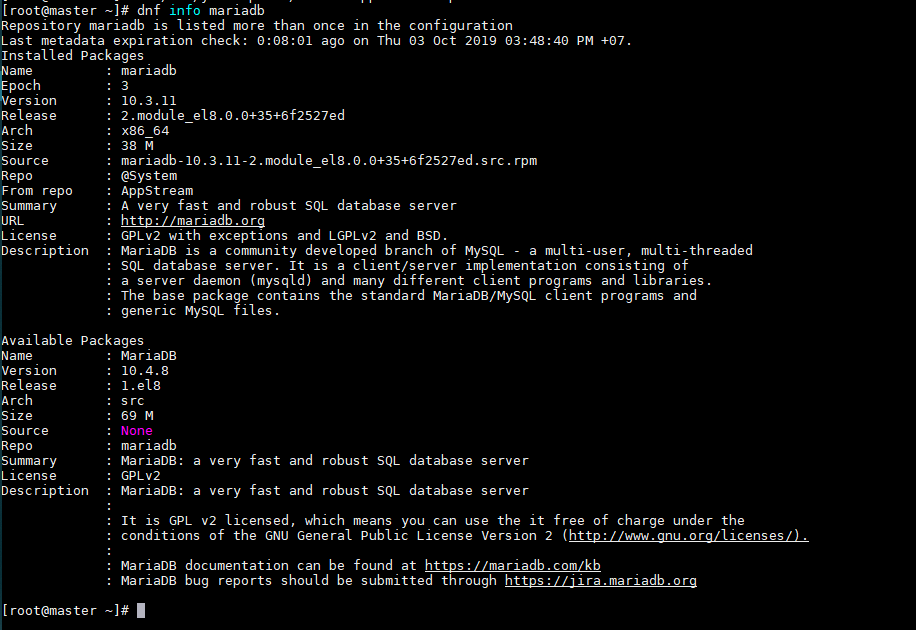 [root@master ~]# dnf info mariadb
Repository mariadb is listed more than once in the configuration
Last metadata expiration check: 0:08:01 ago on Thu 03 Oct 2019 03:48:40 PM +07.
Installed Packages
Name         : mariadb
Epoch        : 3
Version      : 10.3.11
Release      : 2.module_el8.0.0+35+6f2527ed
Arch         : x86_64
Size         : 38 M
Source       : mariadb-10.3.11-2.module_el8.0.0+35+6f2527ed.src.rpm
Repo         : @System
From repo    : AppStream
Summary      : A very fast and robust SQL database server
URL          : http://mariadb.org
License      : GPLv2 with exceptions and LGPLv2 and BSD.
Description  : MariaDB is a community developed branch of MySQL - a multi-user, multi-threaded
             : SQL database server. It is a client/server implementation consisting of
             : a server daemon (mysqld) and many different client programs and libraries.
             : The base package contains the standard MariaDB/MySQL client programs and
             : generic MySQL files.

Available Packages
Name         : MariaDB
Version      : 10.4.8
Release      : 1.el8
Arch         : src
Size         : 69 M
Source       : None
Repo         : mariadb
Summary      : MariaDB: a very fast and robust SQL database server
License      : GPLv2
Description  : MariaDB: a very fast and robust SQL database server
             :
             : It is GPL v2 licensed, which means you can use the it free of charge under the
             : conditions of the GNU General Public License Version 2 (http://www.gnu.org/licenses/).
             :
             : MariaDB documentation can be found at https://mariadb.com/kb
             : MariaDB bug reports should be submitted through https://jira.mariadb.org

[root@master ~]#